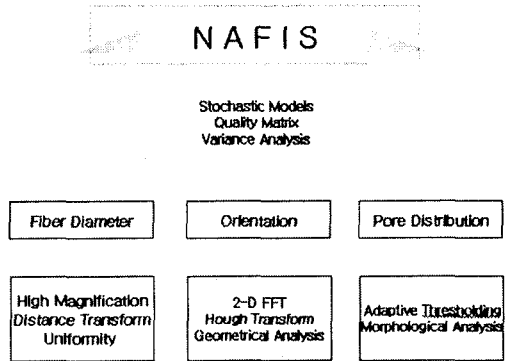 NAFIS
Stochastic Models
Quality Matrix
Variance Analysis
Fiber Diameter
Orientation
Pore Distribution
High Magnification
Distance Transform
Uniformity
2-D FFT
Hough Transform
Geometrical Analysis
Adaptive Thresholding
Morphological Analysis